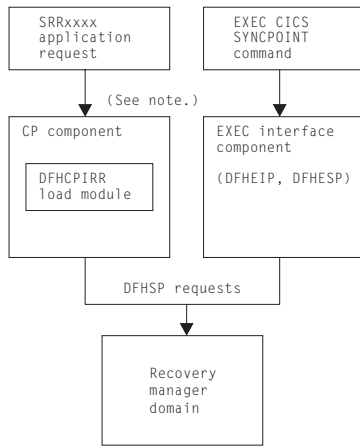 SRRxxxx
application
request
EXEC CICS
SYNCPOINT
command
(See note.)
CP component
DFHCPIRR
load module
EXEC interface
component
(DFHEIP, DFHESP)
DFHSP requests
Recovery
manager
domain